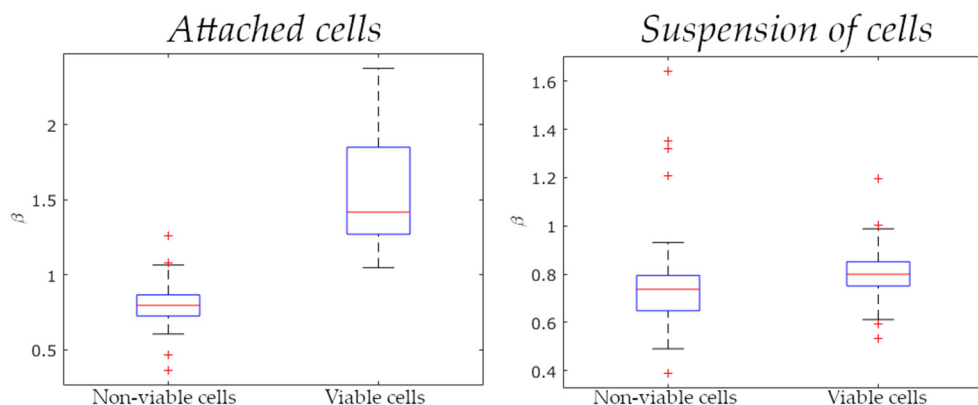 Attached cells
2
1.5
1
0.5
β
Non-viable cells
Viable cells
Suspension of cells
1.6
1.4
1.2
1
0.8
0.6
0.4
β
Non-viable cells
Viable cells